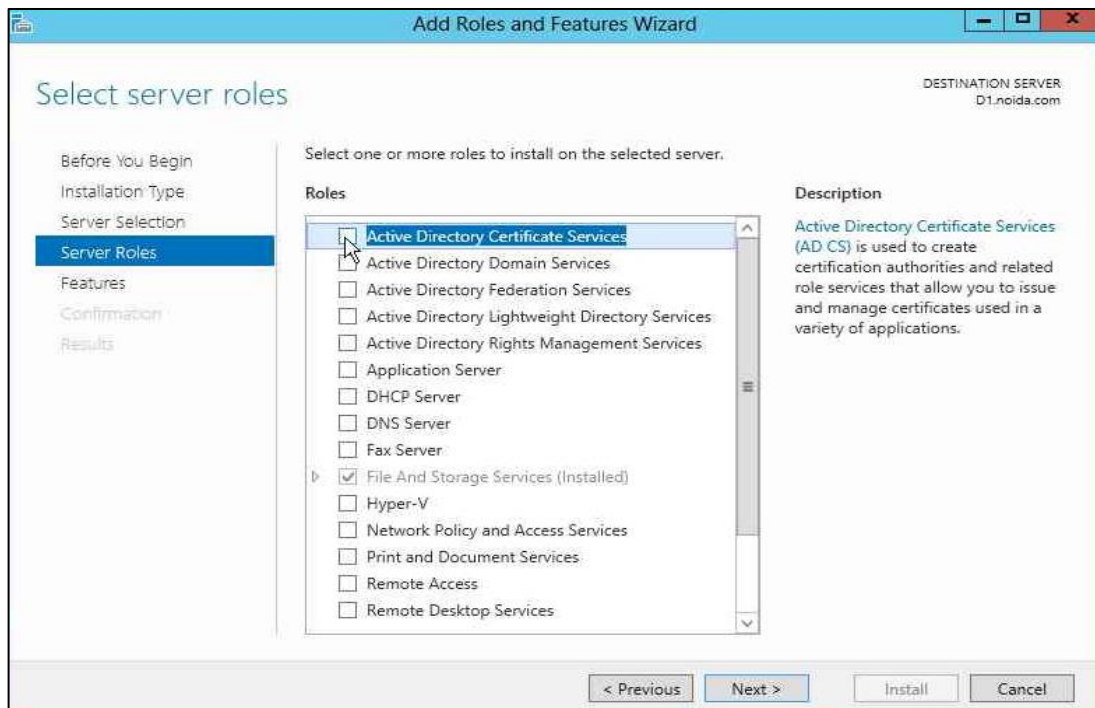 Add Roles and Features Wizard
Select server roles
DESTINATION SERVER
D1.noida.com
Before You Begin
Installation Type
Server Selection
Server Roles
Features
Confirmation
Results
Select one or more roles to install on the selected server.
Roles
Active Directory Certificate Services
Active Directory Domain Services
Active Directory Federation Services
Active Directory Lightweight Directory Services
Active Directory Rights Management Services
Application Server
DHCP Server
DNS Server
Fax Server
File And Storage Services (Installed)
Hyper-V
Network Policy and Access Services
Print and Document Services
Remote Access
Remote Desktop Services
Description
Active Directory Certificate Services
(AD CS) is used to create
certification authorities and related
role services that allow you to issue
and manage certificates used in a
variety of applications.
< Previous
Next >
Install
Cancel